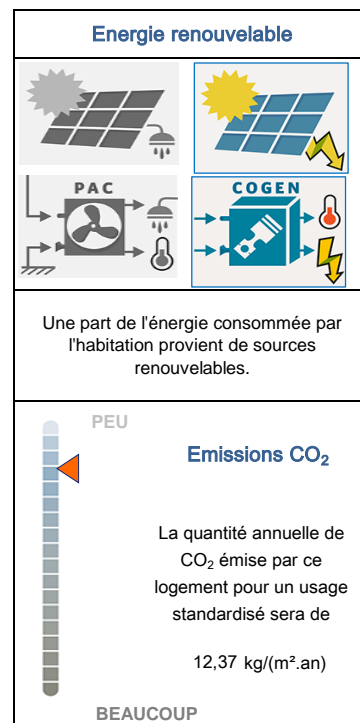 Energie renouvelable
PAC
COGEN
Une part de l'énergie consommée par
l'habitation provient de sources
renouvelables.
PEU
Emissions CO₂
La quantité annuelle de
CO₂ émise par ce
logement pour un usage
standardisé sera de
12,37 kg/(m².an)
BEAUCOUP